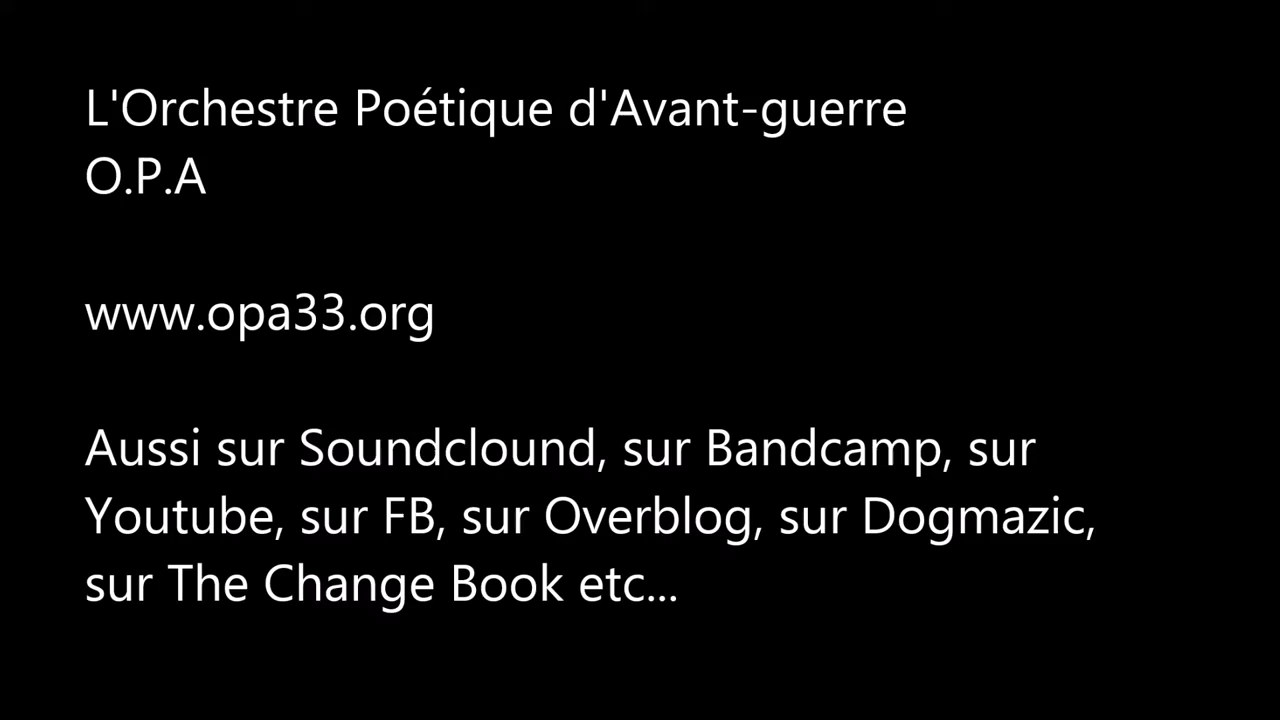 L'Orchestre Poétique d'Avant-guerre
O.P.A
www.opa33.org
Aussi sur Soundclound, sur Bandcamp, sur
Youtube, sur FB, sur Overblog, sur Dogmazic,
sur The Change Book etc...